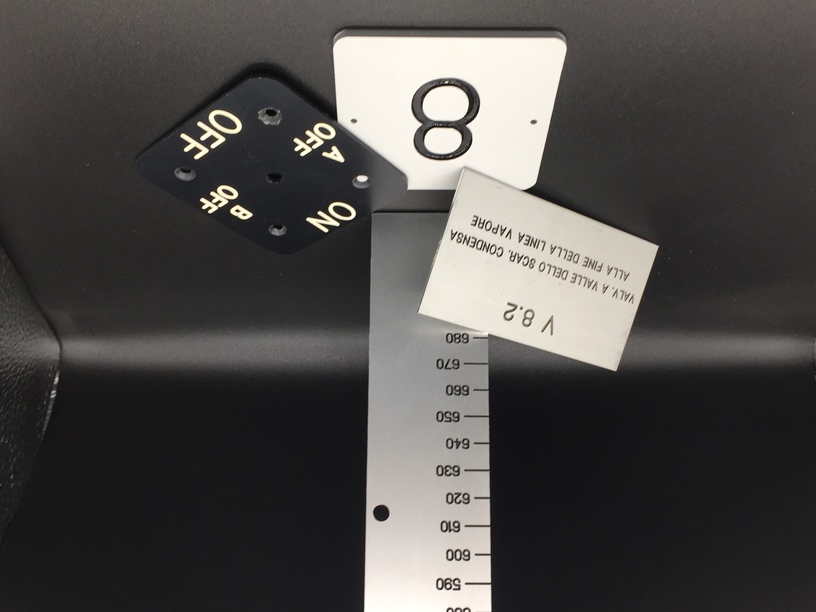 8
OFF
A
OFF
B OFF
ON
V 8.2
VALV. A VALLE DELLO SCAR. CONDENSA
ALLA FINE DELLA LINEA VAPORE
680
670
660
650
640
630
620
610
600
590